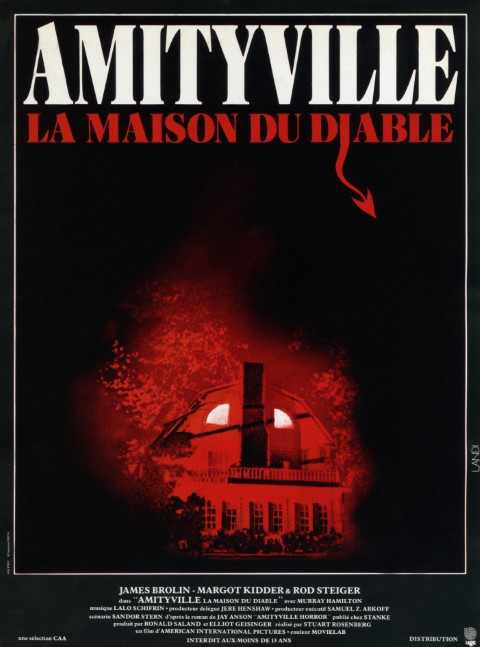 AMITYVILLE
LA MAISON DU DIABLE
LANDI
JAMES BROLIN - MARGOT KIDDER & ROD STEIGER
dans "AMITYVILLE LA MAISON DU DIABLE" avec MURRAY HAMILTON
musique LALO SCHIFRIN • producteur délégué JERE HENSHAW • producteur exécutif SAMUEL Z. ARKOFF
scénario SANDOR STERN d'après le roman de JAY ANSON "AMITYVILLE HORROR" publié chez STANKE
produit par RONALD SALAND et ELLIOT GEISINGER réalisé par STUART ROSENBERG
un film d'AMERICAN INTERNATIONAL PICTURES • couleur MOVIELAB
une sélection CAA
INTERDIT AUX MOINS DE 13 ANS
DISTRIBUTION